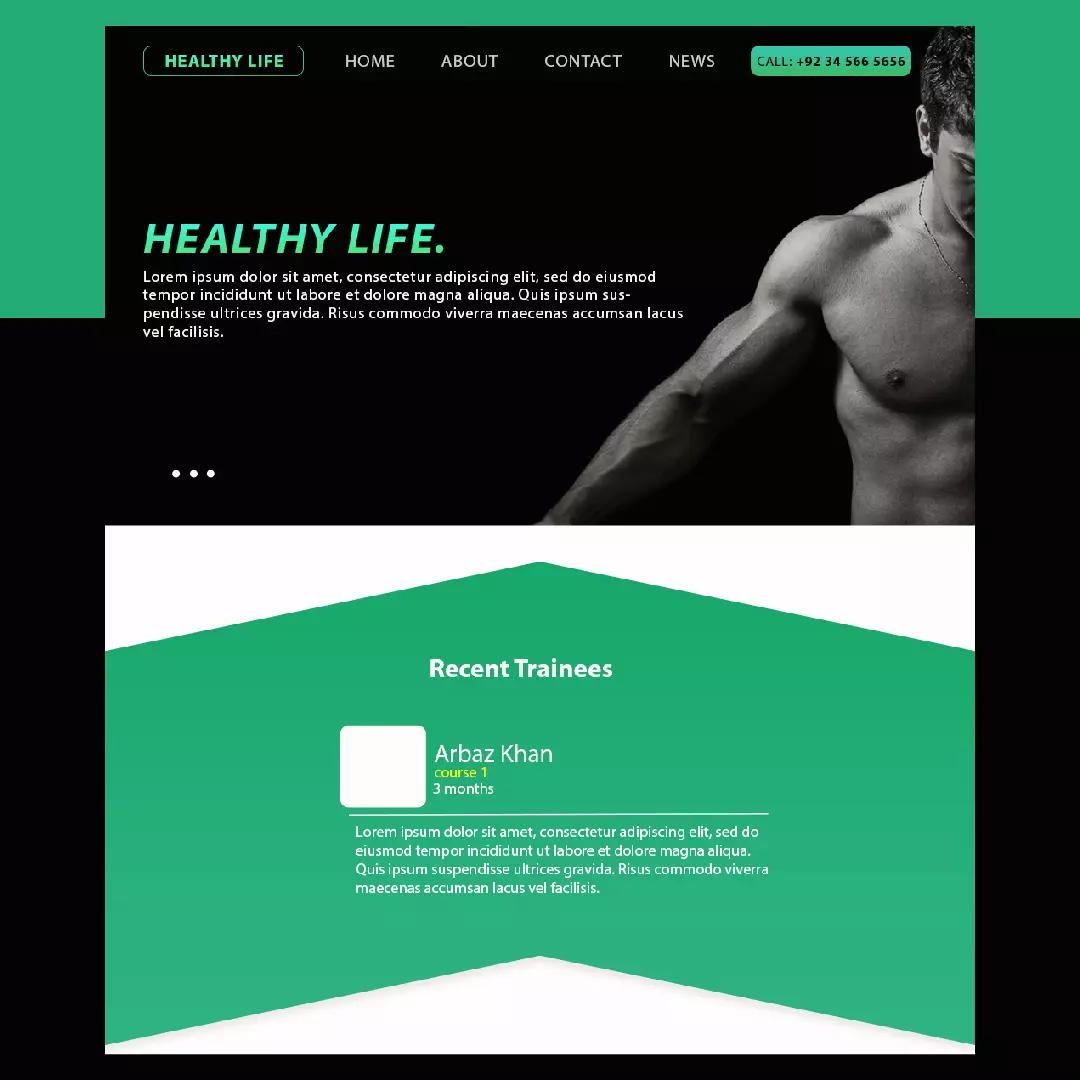 HEALTHY LIFE HOME ABOUT CONTACT NEWS CALL: +92 34 566 5656
HEALTHY LIFE.
Lorem ipsum dolor sit amet, consectetur adipiscing elit, sed do eiusmod
tempor incididunt ut labore et dolore magna aliqua. Quis ipsum sus-
pendisse ultrices gravida. Risus commodo viverra maecenas accumsan lacus
vel facilisis.
Recent Trainees
Arbaz Khan
course 1
3 months
Lorem ipsum dolor sit amet, consectetur adipiscing elit, sed do
eiusmod tempor incididunt ut labore et dolore magna aliqua.
Quis ipsum suspendisse ultrices gravida. Risus commodo viverra
maecenas accumsan lacus vel facilisis.